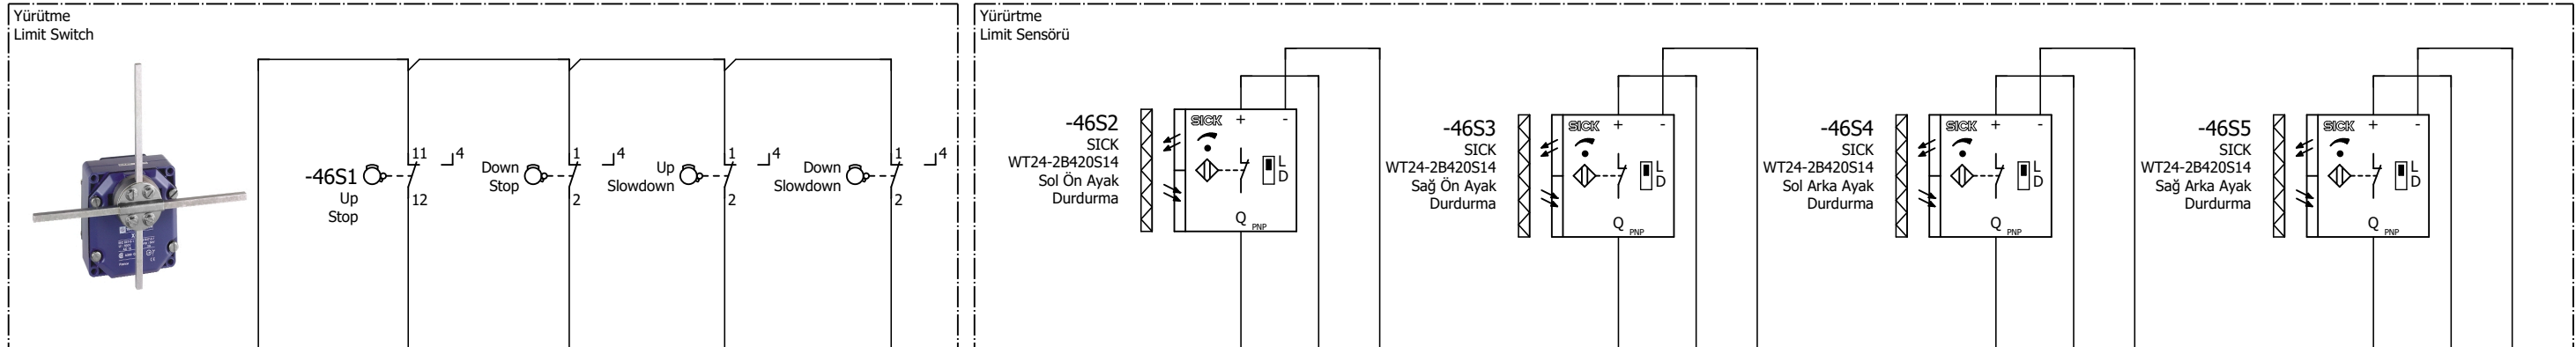 Yürütme
Limit Switch
-46S1
Up
Stop
11
12
4
Down
Stop
1
2
4
Up
Slowdown
1
2
4
Down
Slowdown
1
2
4
Yürürtme
Limit Sensörü
-46S2
SICK
WT24-2B420S14
Sol Ön Ayak
Durdurma
SICK + -
L
D
Q PNP
-46S3
SICK
WT24-2B420S14
Sağ Ön Ayak
Durdurma
SICK + -
L
D
Q PNP
-46S4
SICK
WT24-2B420S14
Sol Arka Ayak
Durdurma
SICK + -
L
D
Q PNP
-46S5
SICK
WT24-2B420S14
Sağ Arka Ayak
Durdurma
SICK + -
L
D
Q PNP